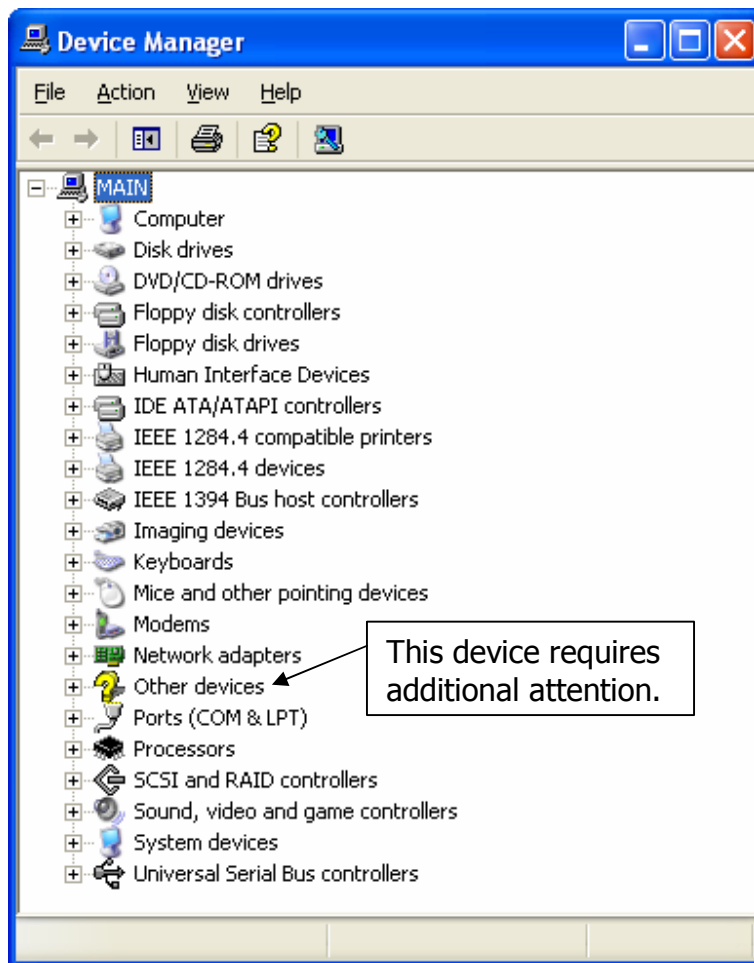 Device Manager
File Action View Help
MAIN
Computer
Disk drives
DVD/CD-ROM drives
Floppy disk controllers
Floppy disk drives
Human Interface Devices
IDE ATA/ATAPI controllers
IEEE 1284.4 compatible printers
IEEE 1284.4 devices
IEEE 1394 Bus host controllers
Imaging devices
Keyboards
Mice and other pointing devices
Modems
Network adapters
Other devices
Ports (COM & LPT)
Processors
SCSI and RAID controllers
Sound, video and game controllers
System devices
Universal Serial Bus controllers
This device requires
additional attention.